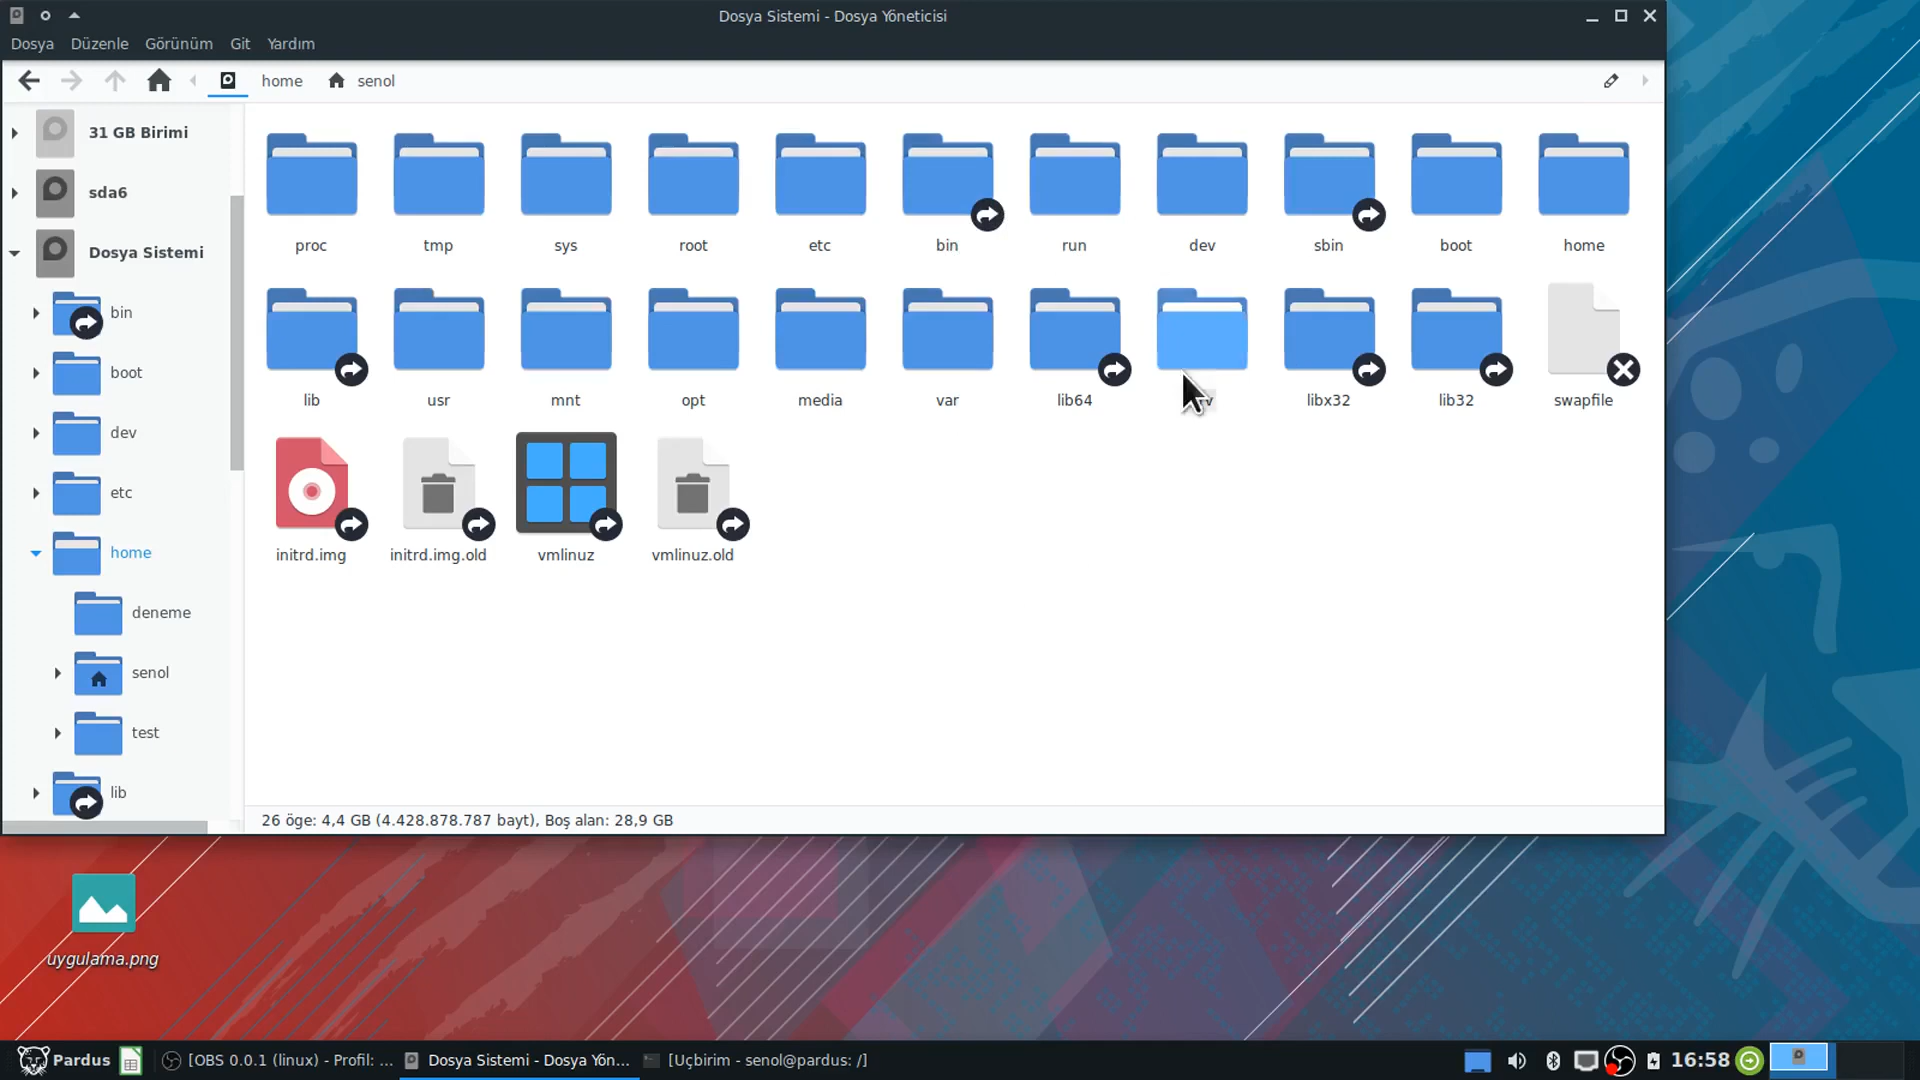 Dosya Sistemi - Dosya Yöneticisi
Dosya Düzenle Görünüm Git Yardım
home senol
31 GB Birimi
sda6
Dosya Sistemi
bin
boot
dev
etc
home
deneme
senol
test
lib
proc tmp sys root etc bin run dev sbin boot home
lib usr mnt opt media var lib64 libx32 lib32 swapfile
initrd.img initrd.img.old vmlinuz vmlinuz.old
26 öge: 4,4 GB (4.428.878.787 bayt), Boş alan: 28,9 GB
uygulama.png
Pardus [OBS 0.0.1 (linux) - Profil: ... Dosya Sistemi - Dosya Yön... [Uçbirim - senol@pardus: /] 16:58